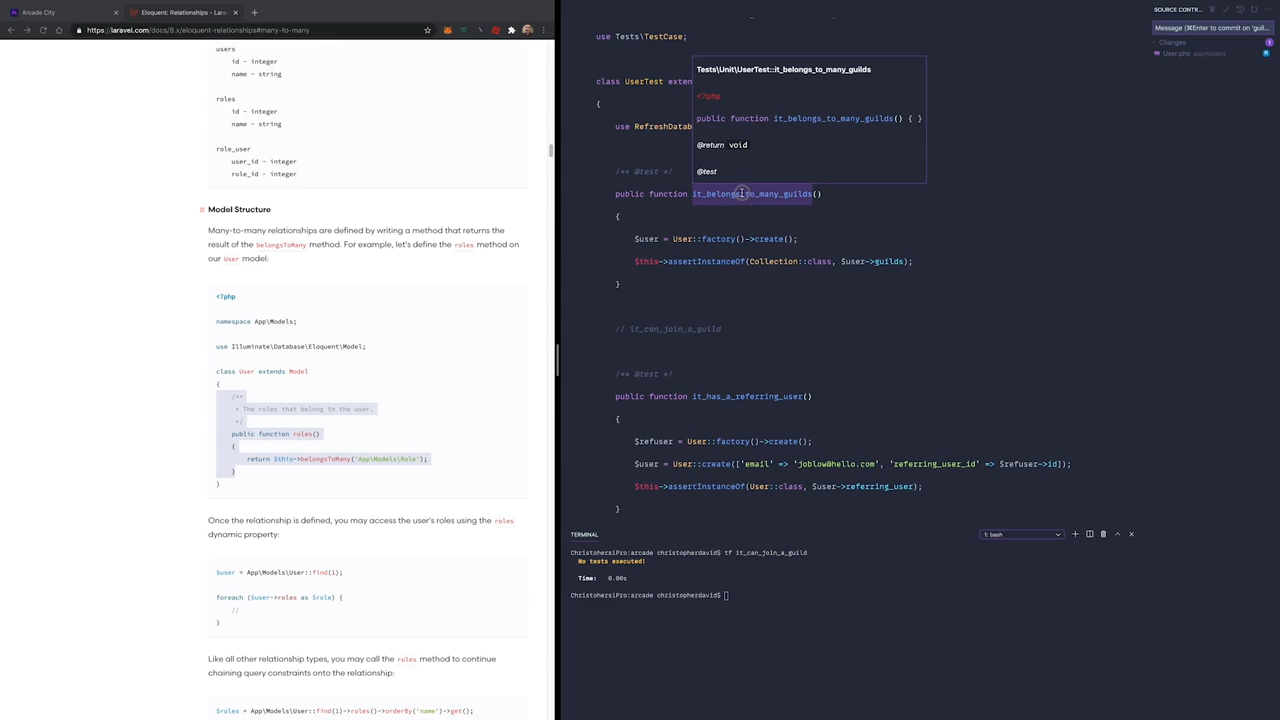 Arcade City
Eloquent: Relationships - Lara
https://laravel.com/docs/8.x/eloquent-relationships#many-to-many
users
id - integer
name - string
roles
id - integer
name - string
role_user
user_id - integer
role_id - integer
# Model Structure
Many-to-many relationships are defined by writing a method that returns the
result of the belongsToMany method. For example, let's define the roles method on
our User model:
<?php
namespace App\Models;
use Illuminate\Database\Eloquent\Model;
class User extends Model
{
/**
* The roles that belong to the user.
*/
public function roles()
{
return $this->belongsToMany('App\Models\Role');
}
}
Once the relationship is defined, you may access the user's roles using the roles
dynamic property:
$user = App\Models\User::find(1);
foreach ($user->roles as $role) {
//
}
Like all other relationship types, you may call the roles method to continue
chaining query constraints onto the relationship:
$roles = App\Models\User::find(1)->roles()->orderBy('name')->get();
use Tests\TestCase;
class UserTest exten
{
use RefreshDatab
Tests\Unit\UserTest::it_belongs_to_many_guilds
<?php
public function it_belongs_to_many_guilds() { }
@return void
@test
/** @test */
public function it_belongs_to_many_guilds()
{
$user = User::factory()->create();
$this->assertInstanceOf(Collection::class, $user->guilds);
}
// it_can_join_a_guild
/** @test */
public function it_has_a_referring_user()
{
$refuser = User::factory()->create();
$user = User::create(['email' => 'joblow@hello.com', 'referring_user_id' => $refuser->id]);
$this->assertInstanceOf(User::class, $user->referring_user);
}
TERMINAL
1: bash
ChristohersiPro:arcade christopherdavid$ tf it_can_join_a_guild
No tests executed!
Time: 0.00s
ChristohersiPro:arcade christopherdavid$
SOURCE CONTR...
Message (⌘Enter to commit on 'guil...
Changes
1
User.php app/Models
M